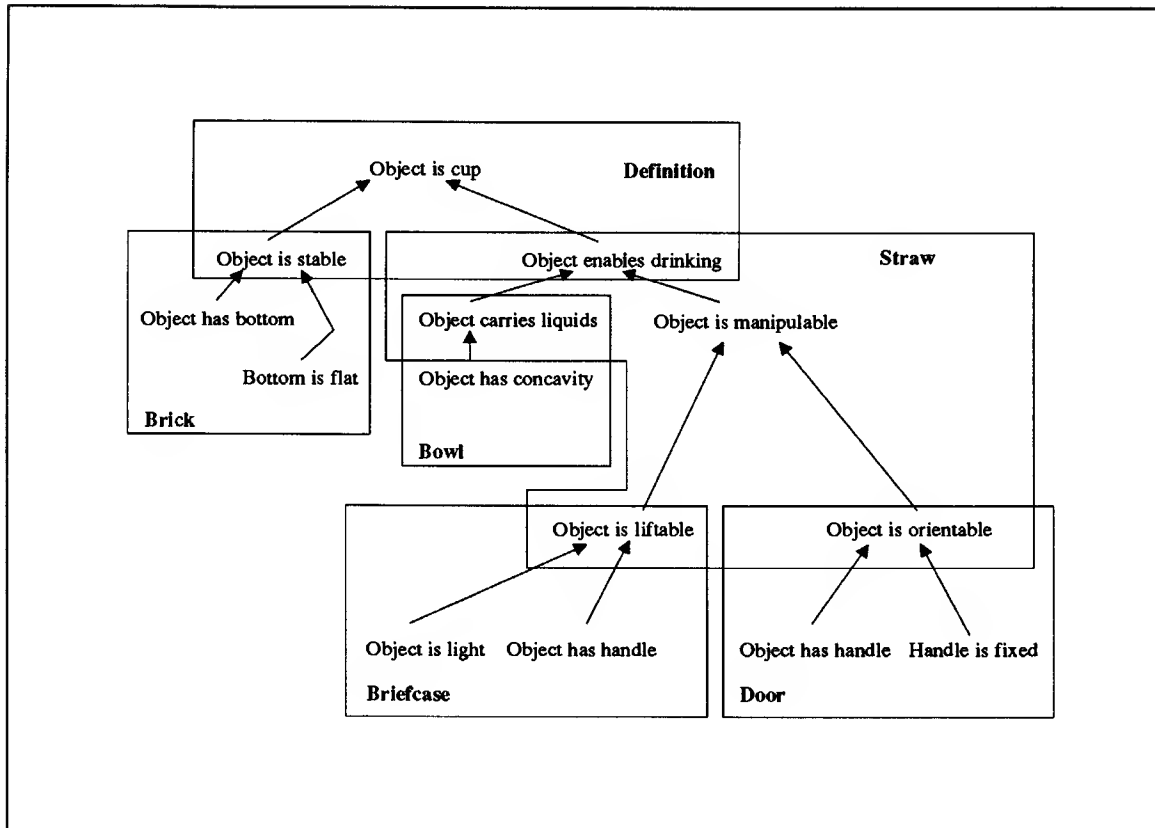 Object is cup
Definition
Object is stable
Object enables drinking
Straw
Object has bottom
Object carries liquids
Object is manipulable
Bottom is flat
Object has concavity
Brick
Bowl
Object is liftable
Object is orientable
Object is light
Object has handle
Object has handle
Handle is fixed
Briefcase
Door